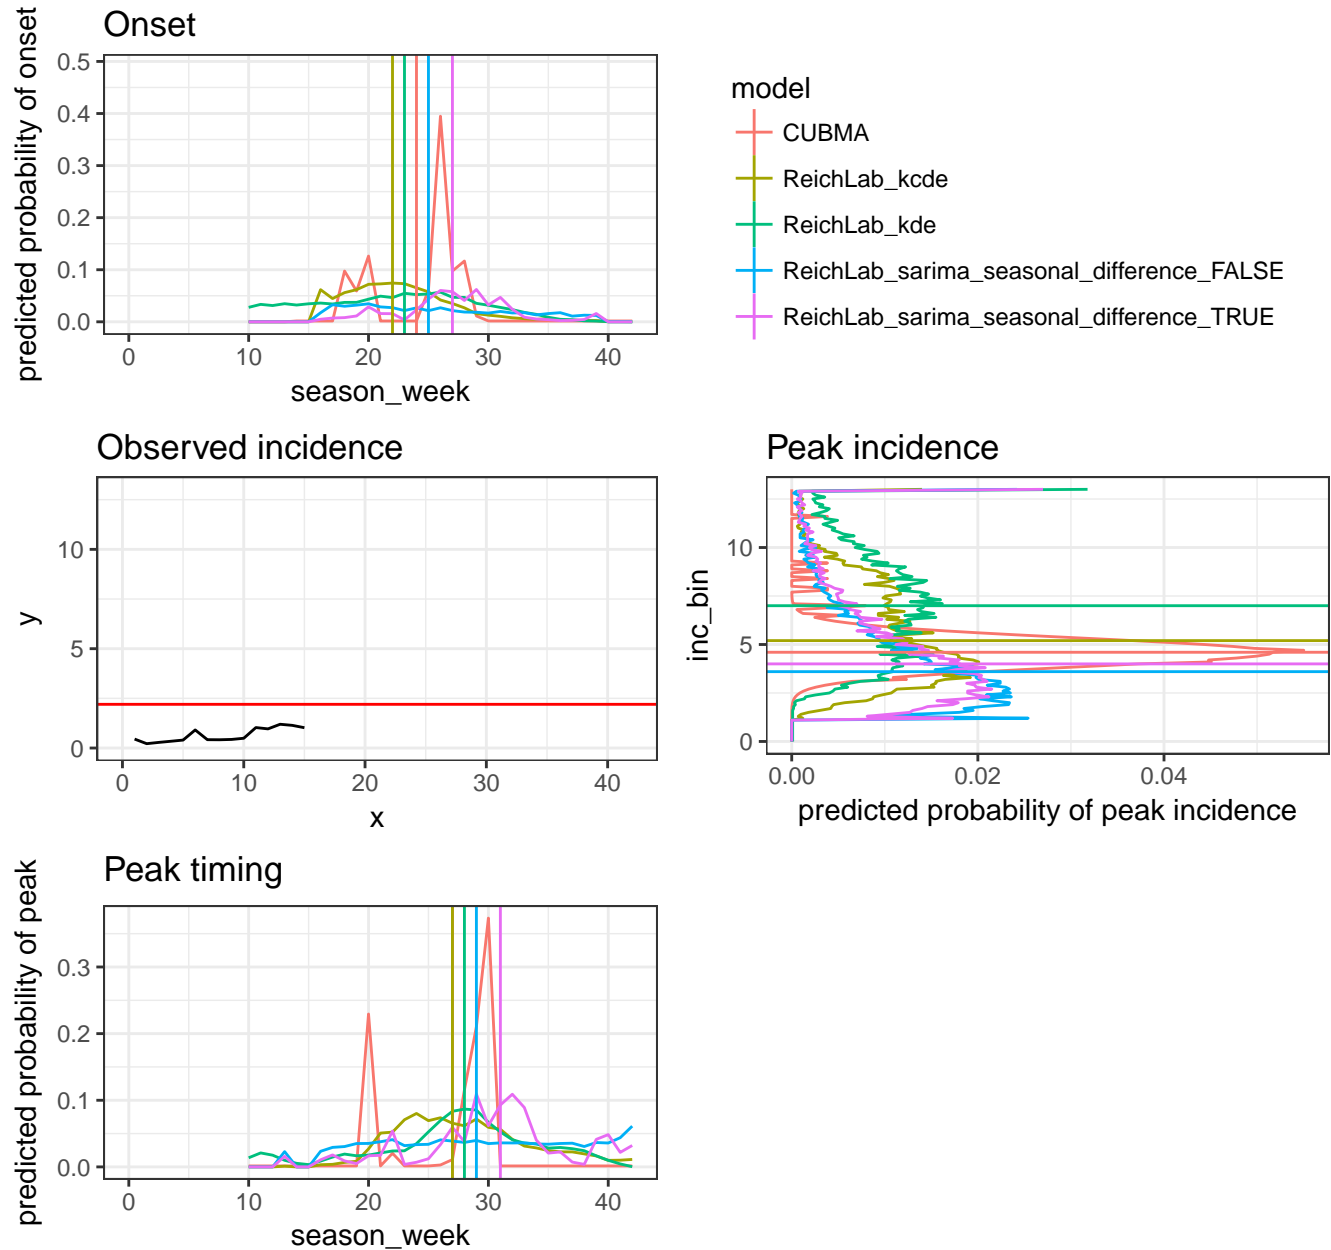 Onset
predicted probability of onset
0.5
0.4
0.3
0.2
0.1
0.0
0 10 20 30 40
season_week
model
CUBMA
ReichLab_kcde
ReichLab_kde
ReichLab_sarima_seasonal_difference_FALSE
ReichLab_sarima_seasonal_difference_TRUE
Observed incidence
y
10
5
0
0 10 20 30 40
x
Peak incidence
inc_bin
10
5
0
0.00 0.02 0.04
predicted probability of peak incidence
Peak timing
predicted probability of peak
0.3
0.2
0.1
0.0
0 10 20 30 40
season_week